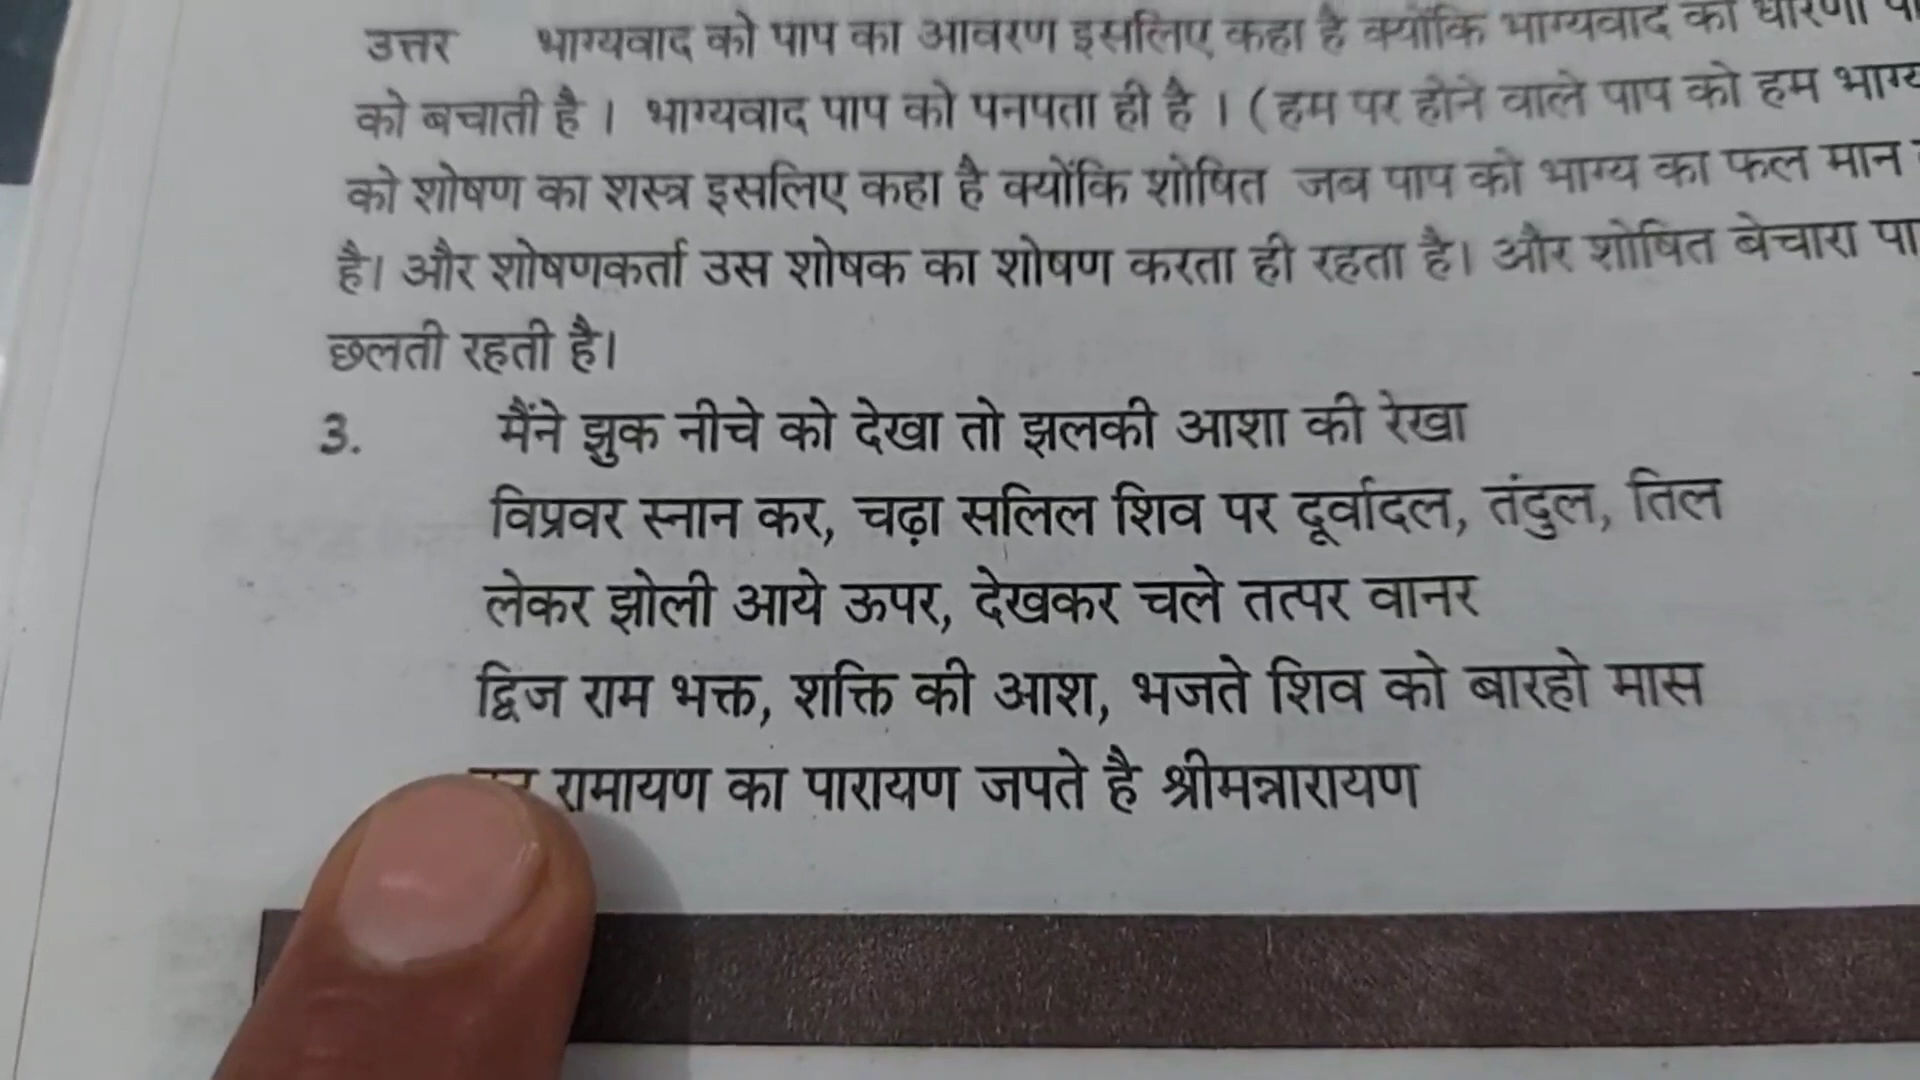 उत्तर भाग्यवाद को पाप का आवरण इसलिए कहा है क्योंकि भाग्यवाद की धारणा
को बचाती है। भाग्यवाद पाप को पनपता ही है। (हम पर होने वाले पाप को हम
को शोषण का शस्त्र इसलिए कहा है क्योंकि शोषित जब पाप को भाग्य का फल मान
है। और शोषणकर्ता उस शोषक का शोषण करता ही रहता है। और शोषित बेचारा
छलती रहती है।
3. मैंने झुक नीचे को देखा तो झलकी आशा की रेखा
विप्रवर स्नान कर, चढ़ा सलिल शिव पर दूर्वादल, तंदुल, तिल
लेकर झोली आये ऊपर, देखकर चले तत्पर वानर
द्विज राम भक्त, शक्ति की आश, भजते शिव को बारहो मास
रामायण का पारायण जपते है श्रीमन्नारायण